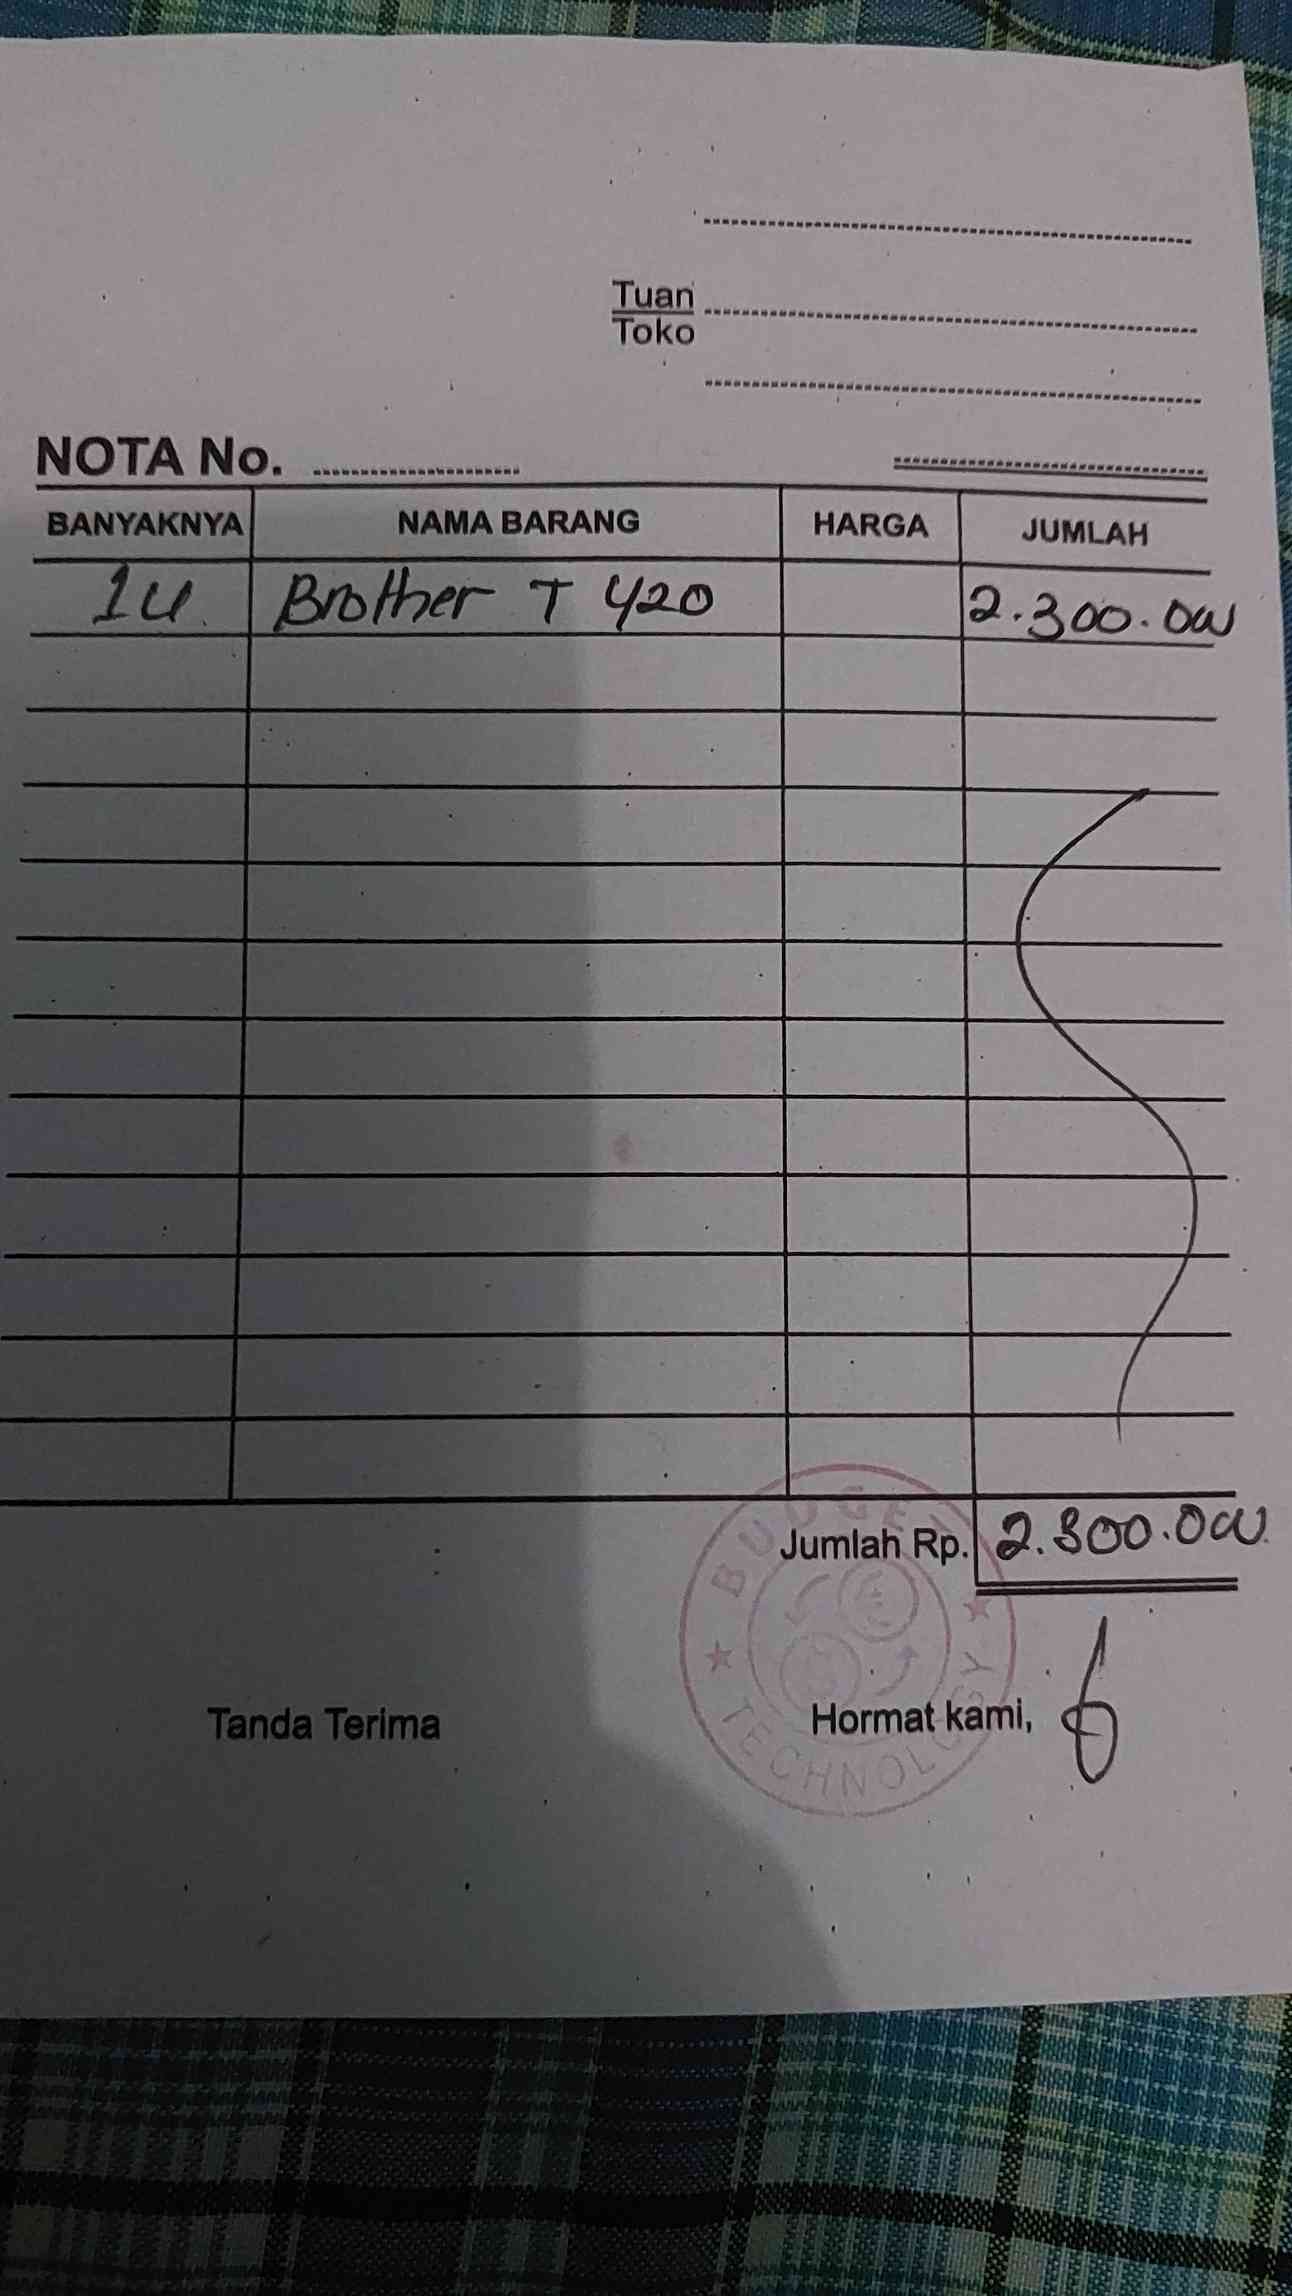 Tuan
Toko
NOTA No.
BANYAKNYA NAMA BARANG HARGA JUMLAH
1 U. Brother T 420 2.300.000
Jumlah Rp. 2.300.000
BUDGET TECHNOLOGY
Tanda Terima Hormat kami,